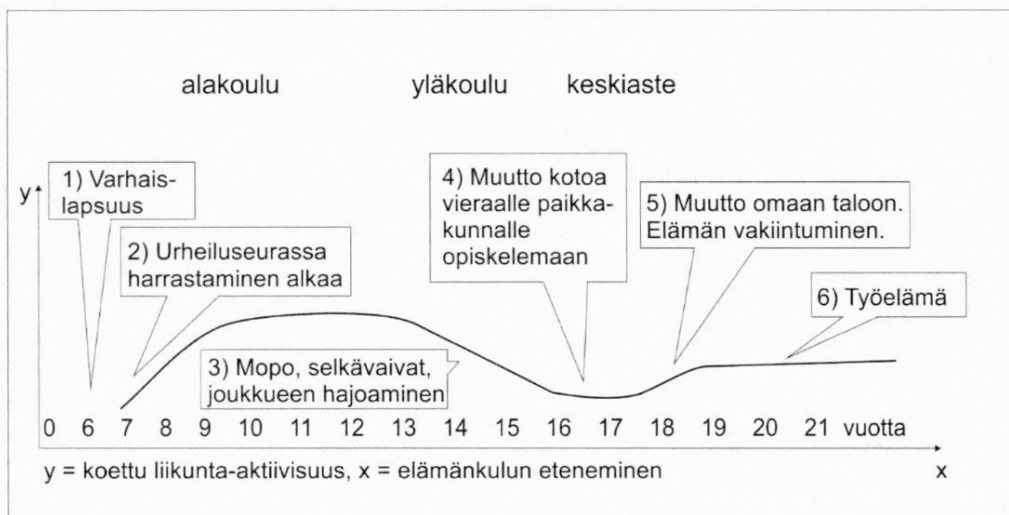 alakoulu yläkoulu keskiaste
y
1) Varhais-
lapsuus
2) Urheiluseurassa
harrastaminen alkaa
3) Mopo, selkävaivat,
joukkueen hajoaminen
4) Muutto kotoa
vieraalle paikka-
kunnalle
opiskelemaan
5) Muutto omaan taloon.
Elämän vakiintuminen.
6) Työelämä
0 6 7 8 9 10 11 12 13 14 15 16 17 18 19 20 21 vuotta
y = koettu liikunta-aktiivisuus, x = elämänkulun eteneminen
x